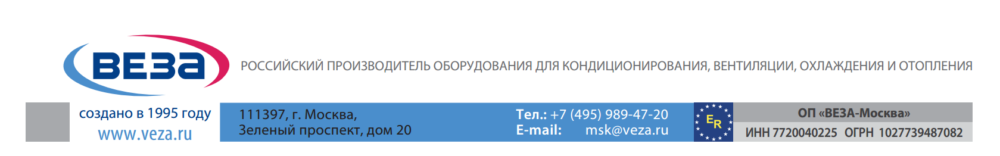 ВЕЗА
РОССИЙСКИЙ ПРОИЗВОДИТЕЛЬ ОБОРУДОВАНИЯ ДЛЯ КОНДИЦИОНИРОВАНИЯ, ВЕНТИЛЯЦИИ, ОХЛАЖДЕНИЯ И ОТОПЛЕНИЯ
создано в 1995 году
www.veza.ru
111397, г. Москва,
Зеленый проспект, дом 20
Тел.: +7 (495) 989-47-20
E-mail: msk@veza.ru
ER
ОП «ВЕЗА-Москва»
ИНН 7720040225 ОГРН 1027739487082